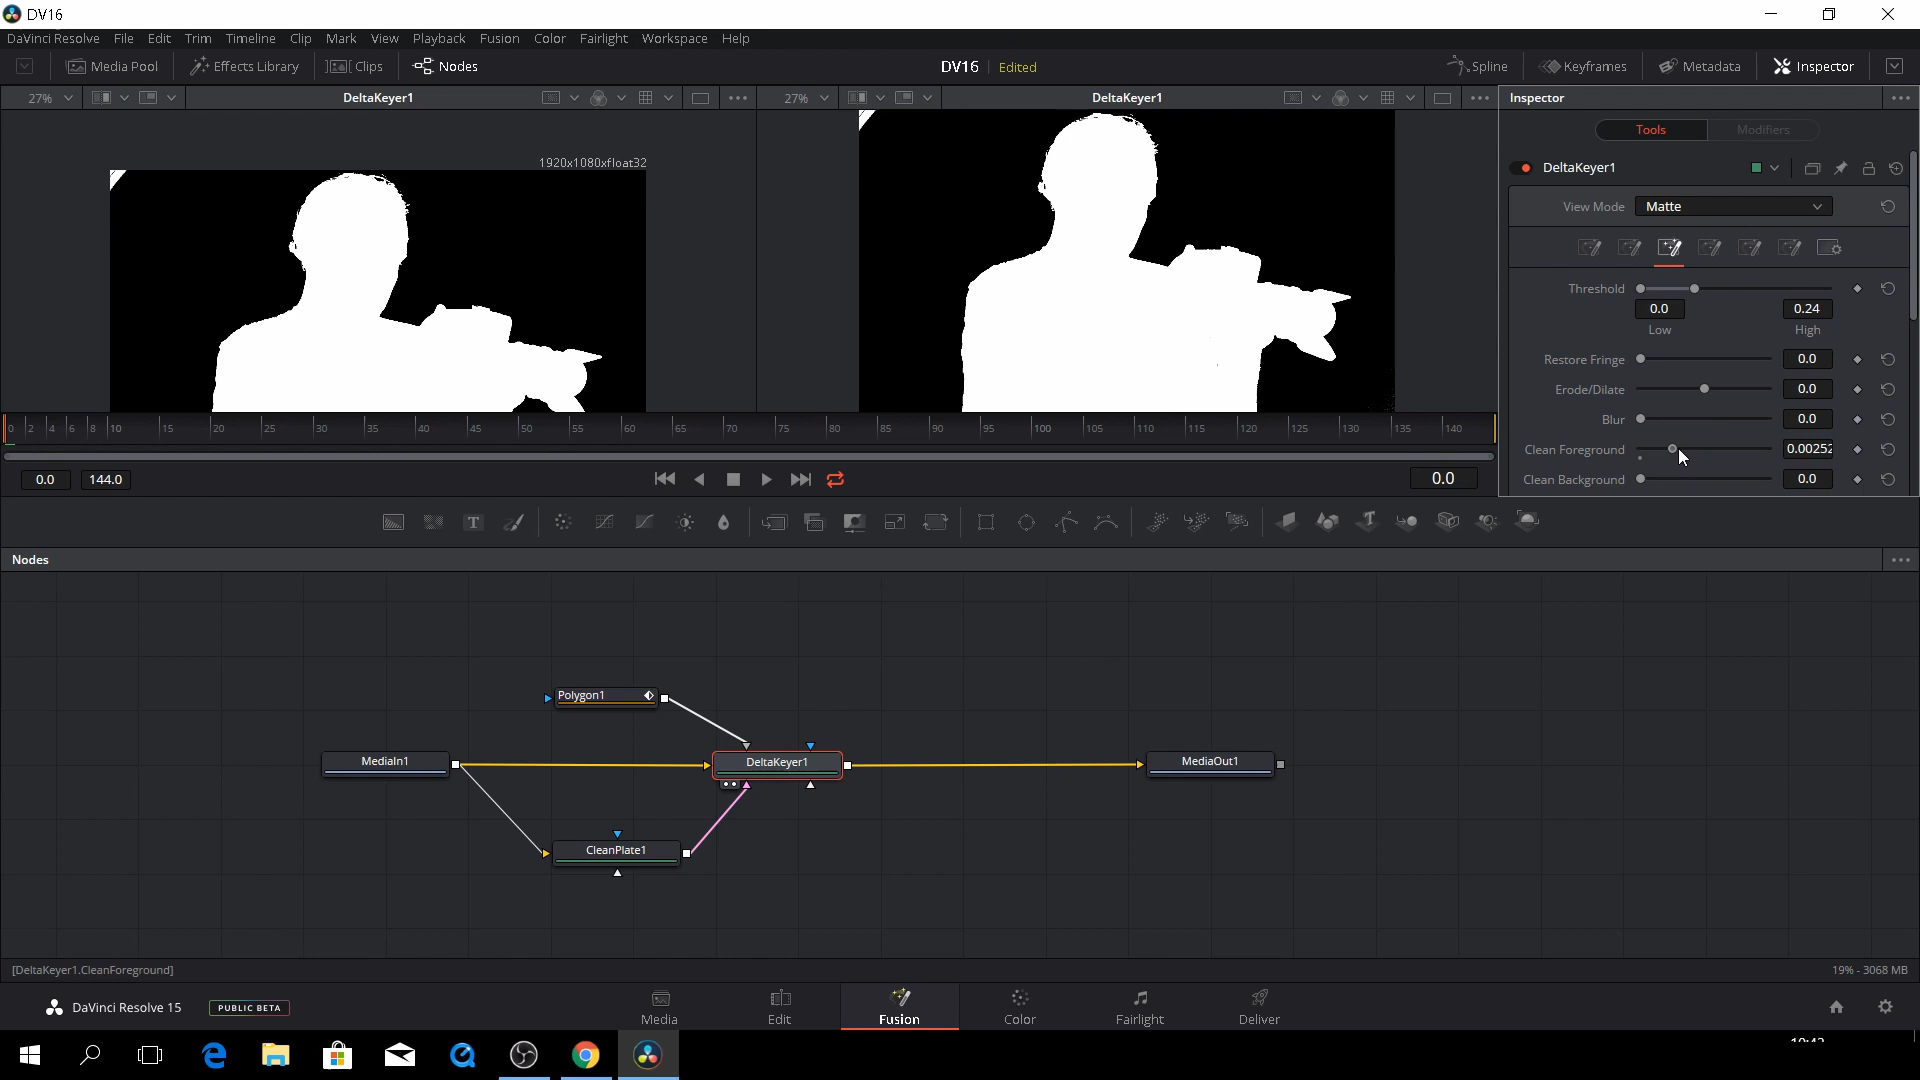 DV16
DaVinci Resolve File Edit Trim Timeline Clip Mark View Playback Fusion Color Fairlight Workspace Help
Media Pool Effects Library Clips Nodes DV16 Edited Spline Keyframes Metadata Inspector
27% DeltaKeyer1 27% DeltaKeyer1 Inspector
Tools Modifiers
1920x1080xfloat32
DeltaKeyer1
View Mode Matte
Threshold
0.0 0.24
Low High
Restore Fringe 0.0
Erode/Dilate 0.0
Blur 0.0
Clean Foreground 0.00252
Clean Background 0.0
0 2 4 6 8 10 15 20 25 30 35 40 45 50 55 60 65 70 75 80 85 90 95 100 105 110 115 120 125 130 135 140
0.0 144.0 0.0
Nodes
Polygon1
MediaIn1 DeltaKeyer1 MediaOut1
CleanPlate1
[DeltaKeyer1.CleanForeground] 19% - 3068 MB
DaVinci Resolve 15 PUBLIC BETA Media Edit Fusion Color Fairlight Deliver